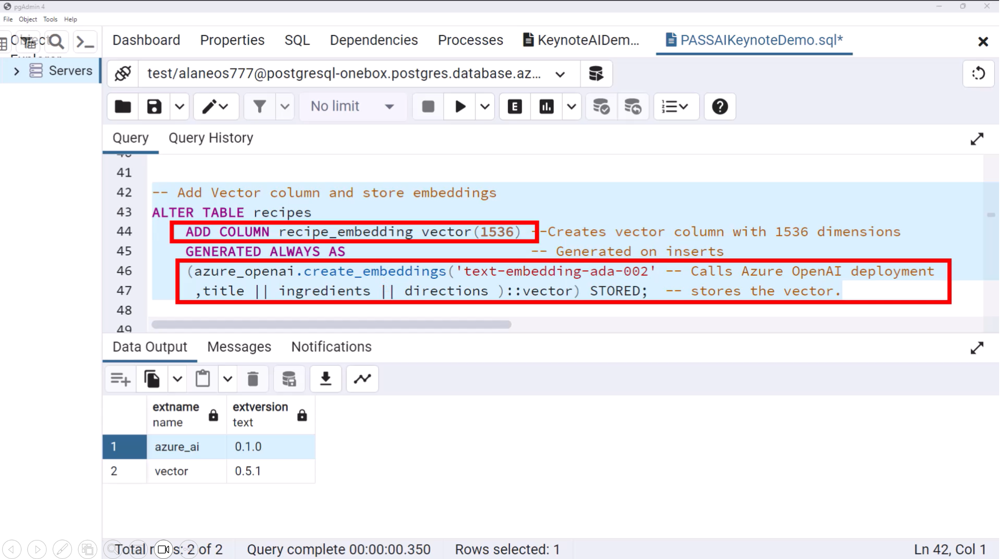 pgAdmin 4
File Object Tools Help
Object Explorer
Dashboard Properties SQL Dependencies Processes KeynoteAIDem... PASSAIKeynoteDemo.sql*
Servers
test/alaneos777@postgresql-onebox.postgres.database.az...
No limit
E
Query Query History
41
42 -- Add Vector column and store embeddings
43 ALTER TABLE recipes
44 ADD COLUMN recipe_embedding vector(1536) --Creates vector column with 1536 dimensions
45 GENERATED ALWAYS AS -- Generated on inserts
46 (azure_openai.create_embeddings('text-embedding-ada-002' -- Calls Azure OpenAI deployment
47 ,title || ingredients || directions )::vector) STORED; -- stores the vector.
48
49
Data Output Messages Notifications
extname extversion
name text
1 azure_ai 0.1.0
2 vector 0.5.1
Total rows: 2 of 2 Query complete 00:00:00.350 Rows selected: 1 Ln 42, Col 1